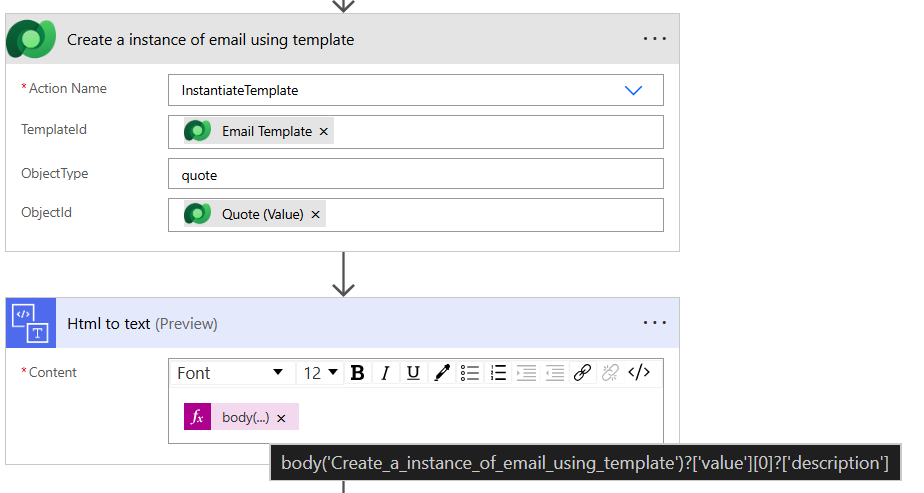 Create a instance of email using template
* Action Name
InstantiateTemplate
TemplateId
Email Template ×
ObjectType
quote
ObjectId
Quote (Value) ×
Html to text (Preview)
* Content
Font 12 B I U </>
fx body(...) ×
body('Create_a_instance_of_email_using_template')?['value'][0]?['description']